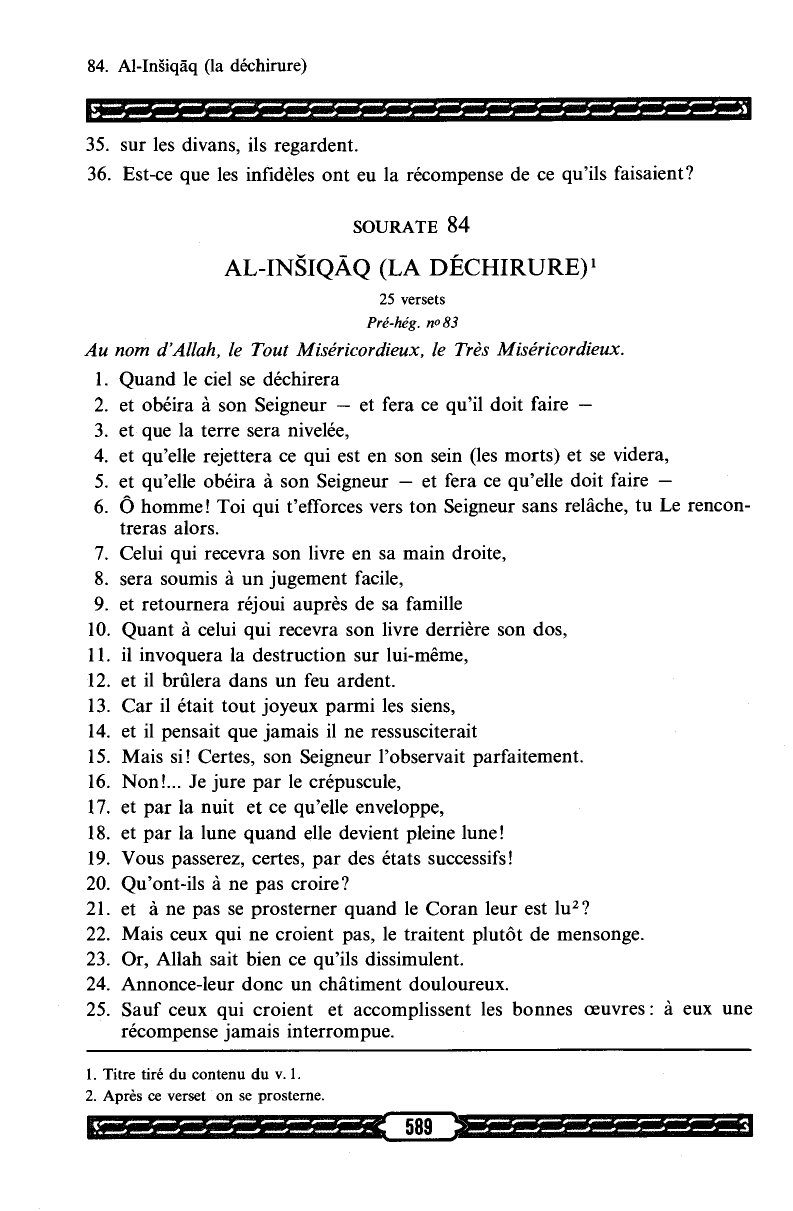 84. Al-Inšiqāq (la déchirure)
35. sur les divans, ils regardent.
36. Est-ce que les infidèles ont eu la récompense de ce qu'ils faisaient?
SOURATE 84
AL-INŠIQĀQ (LA DÉCHIRURE)¹
25 versets
Pré-hég. nº 83
Au nom d'Allah, le Tout Miséricordieux, le Très Miséricordieux.
1. Quand le ciel se déchirera
2. et obéira à son Seigneur — et fera ce qu'il doit faire —
3. et que la terre sera nivelée,
4. et qu'elle rejettera ce qui est en son sein (les morts) et se videra,
5. et qu'elle obéira à son Seigneur — et fera ce qu'elle doit faire —
6. Ô homme! Toi qui t'efforces vers ton Seigneur sans relâche, tu Le rencon-
treras alors.
7. Celui qui recevra son livre en sa main droite,
8. sera soumis à un jugement facile,
9. et retournera réjoui auprès de sa famille
10. Quant à celui qui recevra son livre derrière son dos,
11. il invoquera la destruction sur lui-même,
12. et il brûlera dans un feu ardent.
13. Car il était tout joyeux parmi les siens,
14. et il pensait que jamais il ne ressusciterait
15. Mais si! Certes, son Seigneur l'observait parfaitement.
16. Non!... Je jure par le crépuscule,
17. et par la nuit et ce qu'elle enveloppe,
18. et par la lune quand elle devient pleine lune!
19. Vous passerez, certes, par des états successifs!
20. Qu'ont-ils à ne pas croire?
21. et à ne pas se prosterner quand le Coran leur est lu²?
22. Mais ceux qui ne croient pas, le traitent plutôt de mensonge.
23. Or, Allah sait bien ce qu'ils dissimulent.
24. Annonce-leur donc un châtiment douloureux.
25. Sauf ceux qui croient et accomplissent les bonnes œuvres: à eux une
récompense jamais interrompue.
1. Titre tiré du contenu du v. 1.
2. Après ce verset on se prosterne.
589